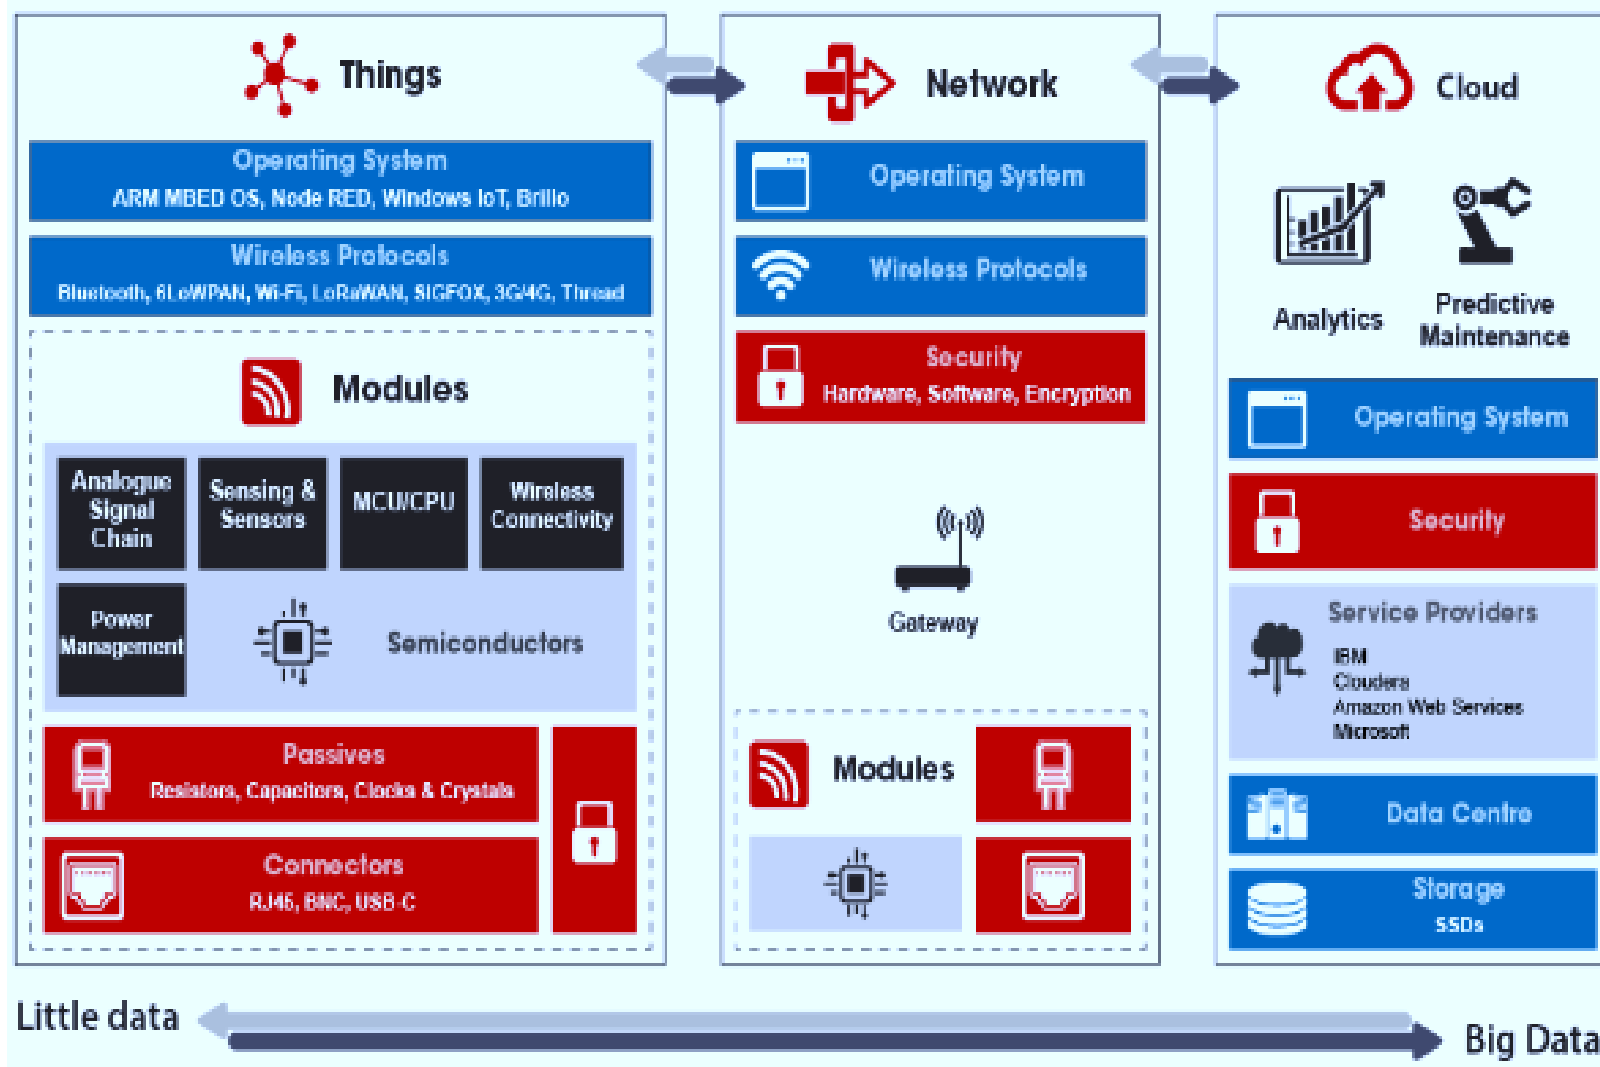 Things
Operating System
ARM MBED OS, Node RED, Windows IoT, Brillo
Wireless Protocols
Bluetooth, 6LoWPAN, Wi-Fi, LoRaWAN, SIGFOX, 3G/4G, Thread
Modules
Analogue
Signal
Chain
Sensing &
Sensors
MCU/CPU
Wireless
Connectivity
Power
Management
Semiconductors
Passives
Resistors, Capacitors, Clocks & Crystals
Connectors
RJ45, BNC, USB-C
Network
Operating System
Wireless Protocols
Security
Hardware, Software, Encryption
Gateway
Modules
Cloud
Analytics
Predictive
Maintenance
Operating System
Security
Service Providers
IBM
Cloudera
Amazon Web Services
Microsoft
Data Centre
Storage
SSDs
Little data
Big Data